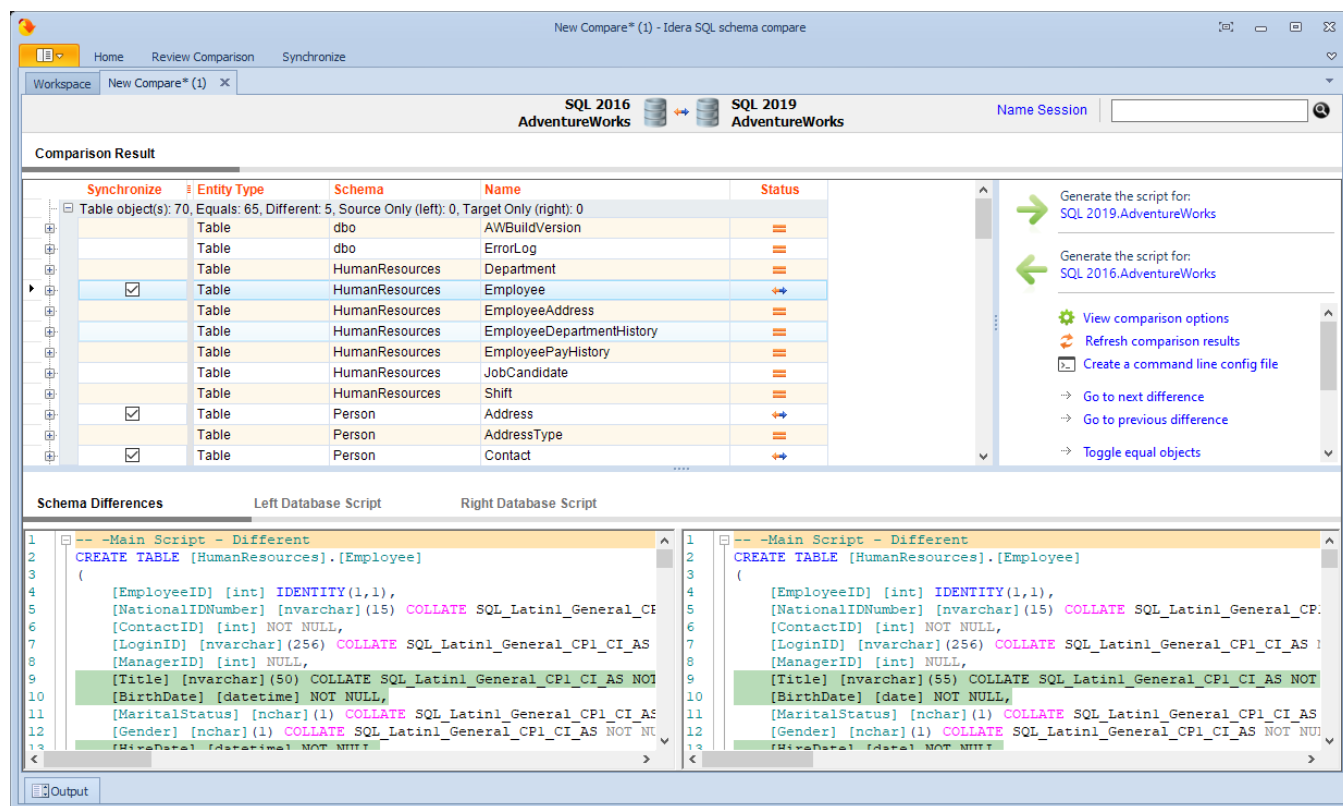 New Compare* (1) - Idera SQL schema compare
Home Review Comparison Synchronize
Workspace New Compare* (1)
SQL 2016 SQL 2019
AdventureWorks AdventureWorks
Name Session
Comparison Result
Synchronize Entity Type Schema Name Status
Table object(s): 70, Equals: 65, Different: 5, Source Only (left): 0, Target Only (right): 0
Table dbo AWBuildVersion
Table dbo ErrorLog
Table HumanResources Department
Table HumanResources Employee
Table HumanResources EmployeeAddress
Table HumanResources EmployeeDepartmentHistory
Table HumanResources EmployeePayHistory
Table HumanResources JobCandidate
Table HumanResources Shift
Table Person Address
Table Person AddressType
Table Person Contact
Generate the script for:
SQL 2019.AdventureWorks
Generate the script for:
SQL 2016.AdventureWorks
View comparison options
Refresh comparison results
Create a command line config file
Go to next difference
Go to previous difference
Toggle equal objects
Schema Differences Left Database Script Right Database Script
1 -- -Main Script - Different
2 CREATE TABLE [HumanResources].[Employee]
3 (
4 [EmployeeID] [int] IDENTITY(1,1),
5 [NationalIDNumber] [nvarchar](15) COLLATE SQL_Latin1_General_CP
6 [ContactID] [int] NOT NULL,
7 [LoginID] [nvarchar](256) COLLATE SQL_Latin1_General_CP1_CI_AS
8 [ManagerID] [int] NULL,
9 [Title] [nvarchar](50) COLLATE SQL_Latin1_General_CP1_CI_AS NOT
10 [BirthDate] [datetime] NOT NULL,
11 [MaritalStatus] [nchar](1) COLLATE SQL_Latin1_General_CP1_CI_AS
12 [Gender] [nchar](1) COLLATE SQL_Latin1_General_CP1_CI_AS NOT NU
13 [HireDate] [datetime] NOT NULL
1 -- -Main Script - Different
2 CREATE TABLE [HumanResources].[Employee]
3 (
4 [EmployeeID] [int] IDENTITY(1,1),
5 [NationalIDNumber] [nvarchar](15) COLLATE SQL_Latin1_General_CP
6 [ContactID] [int] NOT NULL,
7 [LoginID] [nvarchar](256) COLLATE SQL_Latin1_General_CP1_CI_AS
8 [ManagerID] [int] NULL,
9 [Title] [nvarchar](55) COLLATE SQL_Latin1_General_CP1_CI_AS NOT
10 [BirthDate] [date] NOT NULL,
11 [MaritalStatus] [nchar](1) COLLATE SQL_Latin1_General_CP1_CI_AS
12 [Gender] [nchar](1) COLLATE SQL_Latin1_General_CP1_CI_AS NOT NU
13 [HireDate] [date] NOT NULL
Output